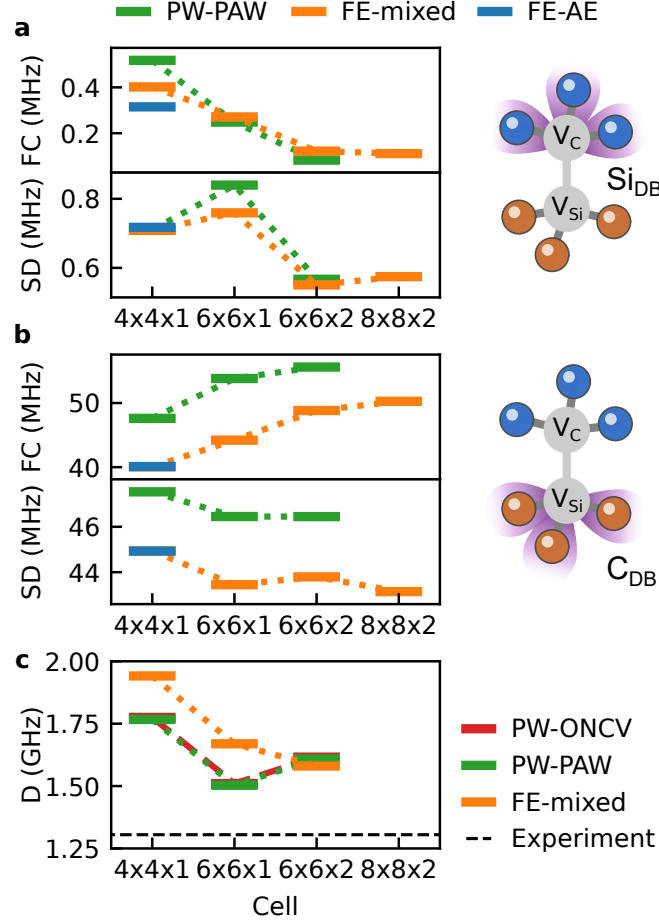 PW-PAW FE-mixed FE-AE
a
FC (MHz)
0.4
0.2
SD (MHz)
0.8
0.6
4x4x1 6x6x1 6x6x2 8x8x2
V_C
V_Si
Si_DB
b
FC (MHz)
50
40
SD (MHz)
46
44
4x4x1 6x6x1 6x6x2 8x8x2
V_C
V_Si
C_DB
c
D (GHz)
2.00
1.75
1.50
1.25
4x4x1 6x6x1 6x6x2 8x8x2
Cell
PW-ONCV
PW-PAW
FE-mixed
Experiment